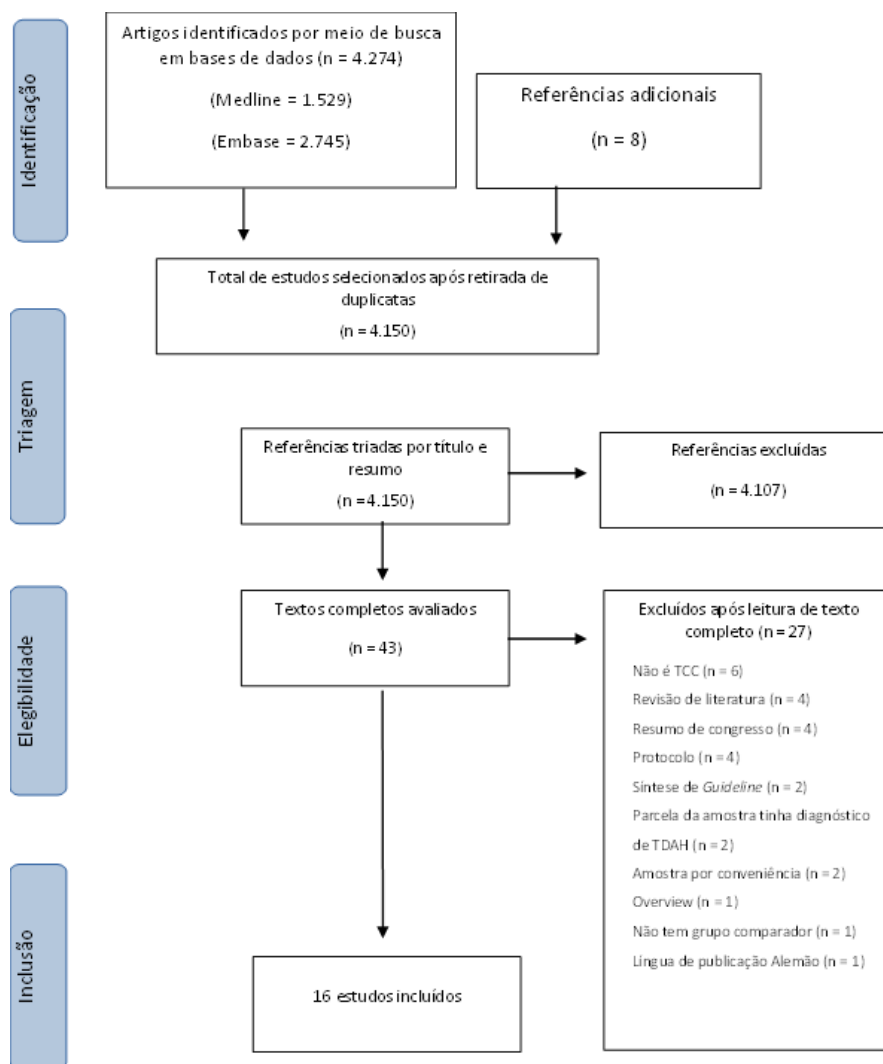 Identificação
Artigos identificados por meio de busca
em bases de dados (n = 4.274)
(Medline = 1.529)
(Embase = 2.745)
Referências adicionais
(n = 8)
Total de estudos selecionados após retirada de
duplicatas
(n = 4.150)
Triagem
Referências triadas por título e
resumo
(n =4.150)
Referências excluídas
(n = 4.107)
Elegibilidade
Textos completos avaliados
(n = 43)
Excluídos após leitura de texto
completo (n = 27)
Não é TCC (n = 6)
Revisão de literatura (n = 4)
Resumo de congresso (n = 4)
Protocolo (n = 4)
Síntese de Guideline (n = 2)
Parcela da amostra tinha diagnóstico
de TDAH (n = 2)
Amostra por conveniência (n = 2)
Overview (n = 1)
Não tem grupo comparador (n = 1)
Lingua de publicação Alemão (n = 1)
Inclusão
16 estudos incluídos